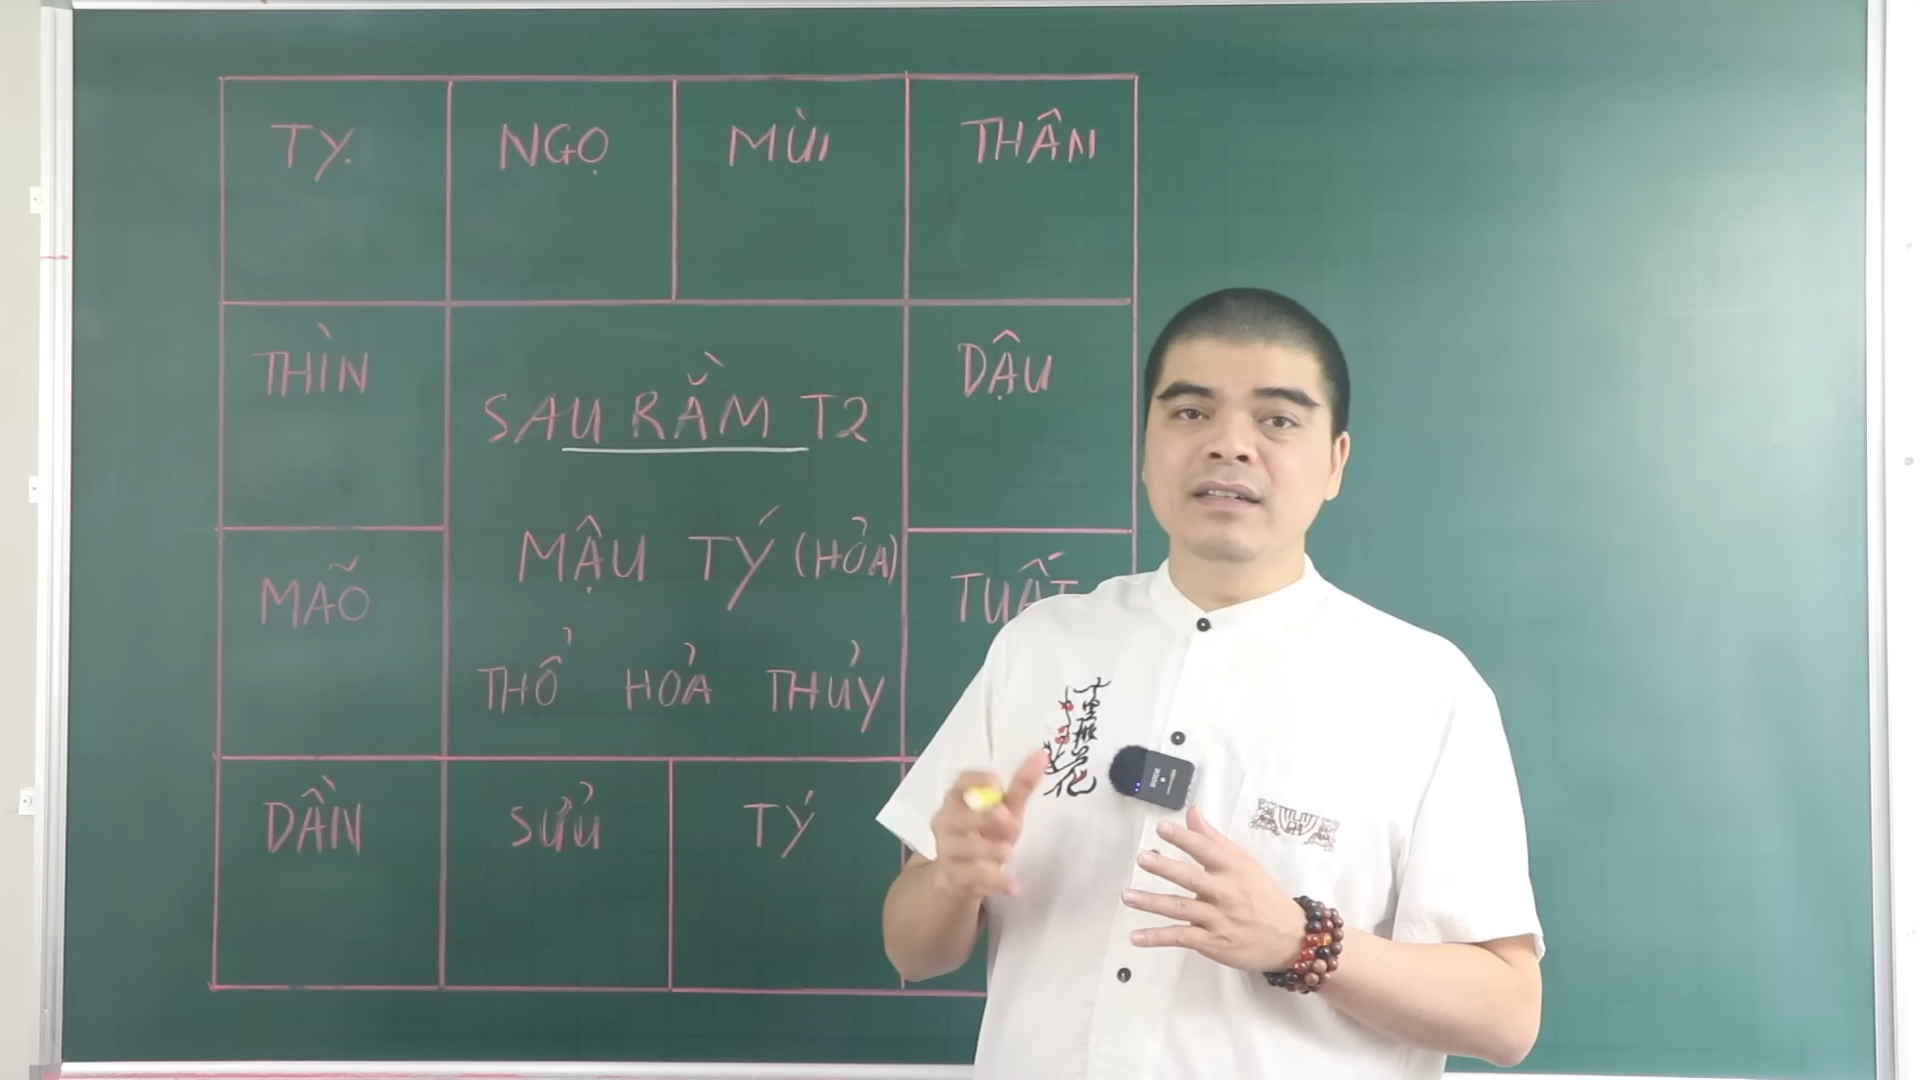 TỴ NGỌ MÙI THÂN
THÌN DẬU
SAU RẰM T2
MẬU TÝ (HỎA)
MÃO TUẤT
THỔ HỎA THỦY
DẦN SỬU TÝ